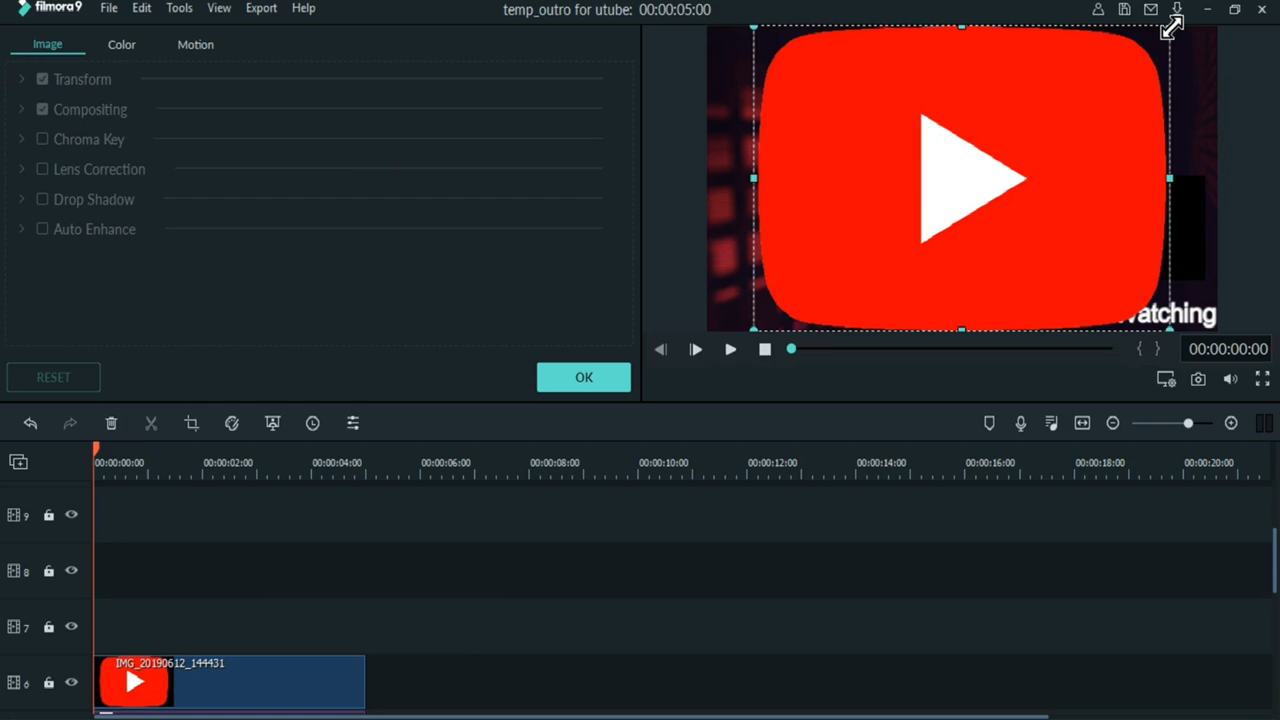 filmora9 File Edit Tools View Export Help temp_outro for utube: 00:00:05:00
Image Color Motion
Transform
Compositing
Chroma Key
Lens Correction
Drop Shadow
Auto Enhance
Watching
RESET OK
{ } 00:00:00:00
00:00:00:00 00:00:02:00 00:00:04:00 00:00:06:00 00:00:08:00 00:00:10:00 00:00:12:00 00:00:14:00 00:00:16:00 00:00:18:00 00:00:20:00
9
8
7
IMG_20190612_144431
6